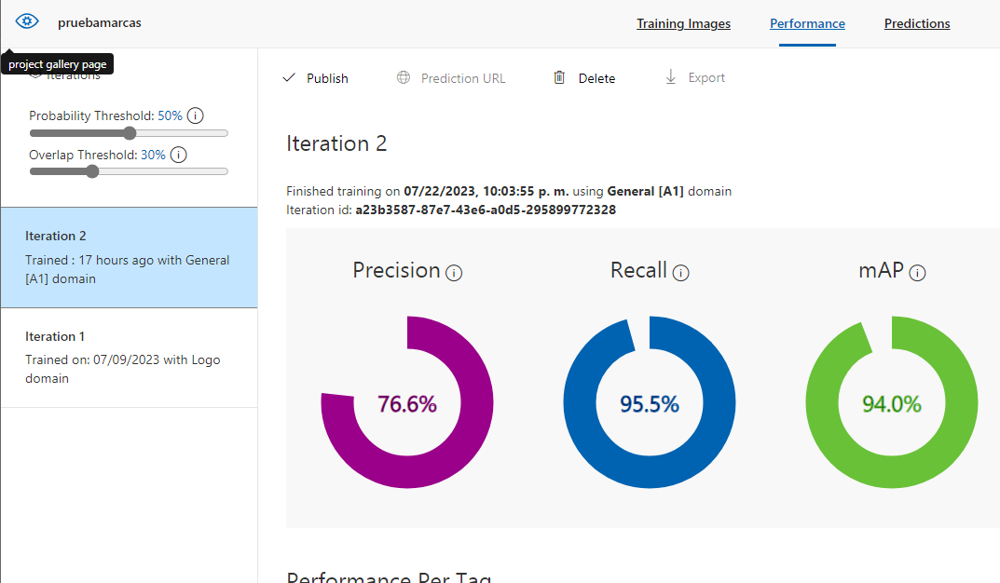 pruebamarcas
Training Images
Performance
Predictions
project gallery page
Iterations
Probability Threshold: 50%
Overlap Threshold: 30%
Iteration 2
Trained : 17 hours ago with General
[A1] domain
Iteration 1
Trained on: 07/09/2023 with Logo
domain
Publish
Prediction URL
Delete
Export
Iteration 2
Finished training on 07/22/2023, 10:03:55 p. m. using General [A1] domain
Iteration id: a23b3587-87e7-43e6-a0d5-295899772328
Precision
Recall
mAP
76.6%
95.5%
94.0%
Performance Per Tag